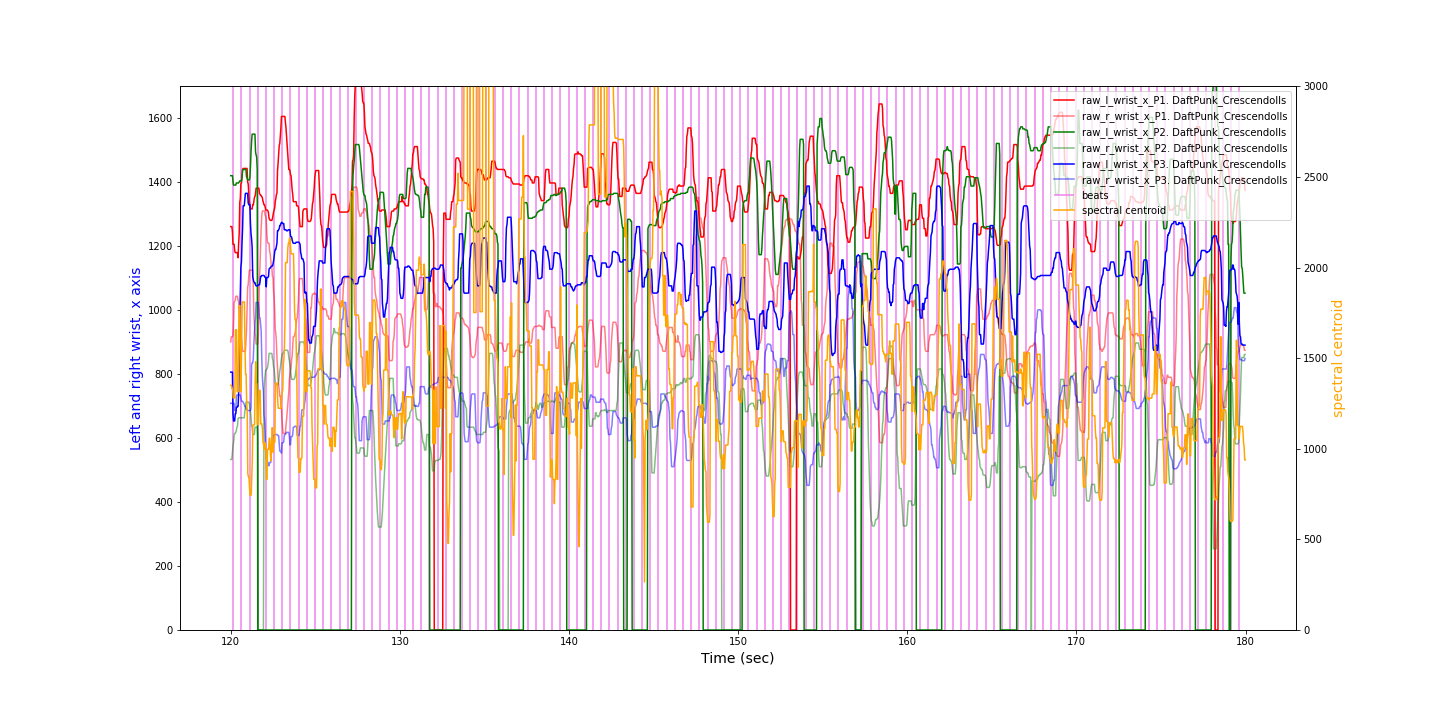 1600
1400
1200
1000
800
600
400
200
0
Left and right wrist, x axis
3000
2500
2000
1500
1000
500
0
spectral centroid
raw_l_wrist_x_P1. DaftPunk_Crescendolls
raw_r_wrist_x_P1. DaftPunk_Crescendolls
raw_l_wrist_x_P2. DaftPunk_Crescendolls
raw_r_wrist_x_P2. DaftPunk_Crescendolls
raw_l_wrist_x_P3. DaftPunk_Crescendolls
raw_r_wrist_x_P3. DaftPunk_Crescendolls
beats
spectral centroid
120 130 140 150 160 170 180
Time (sec)